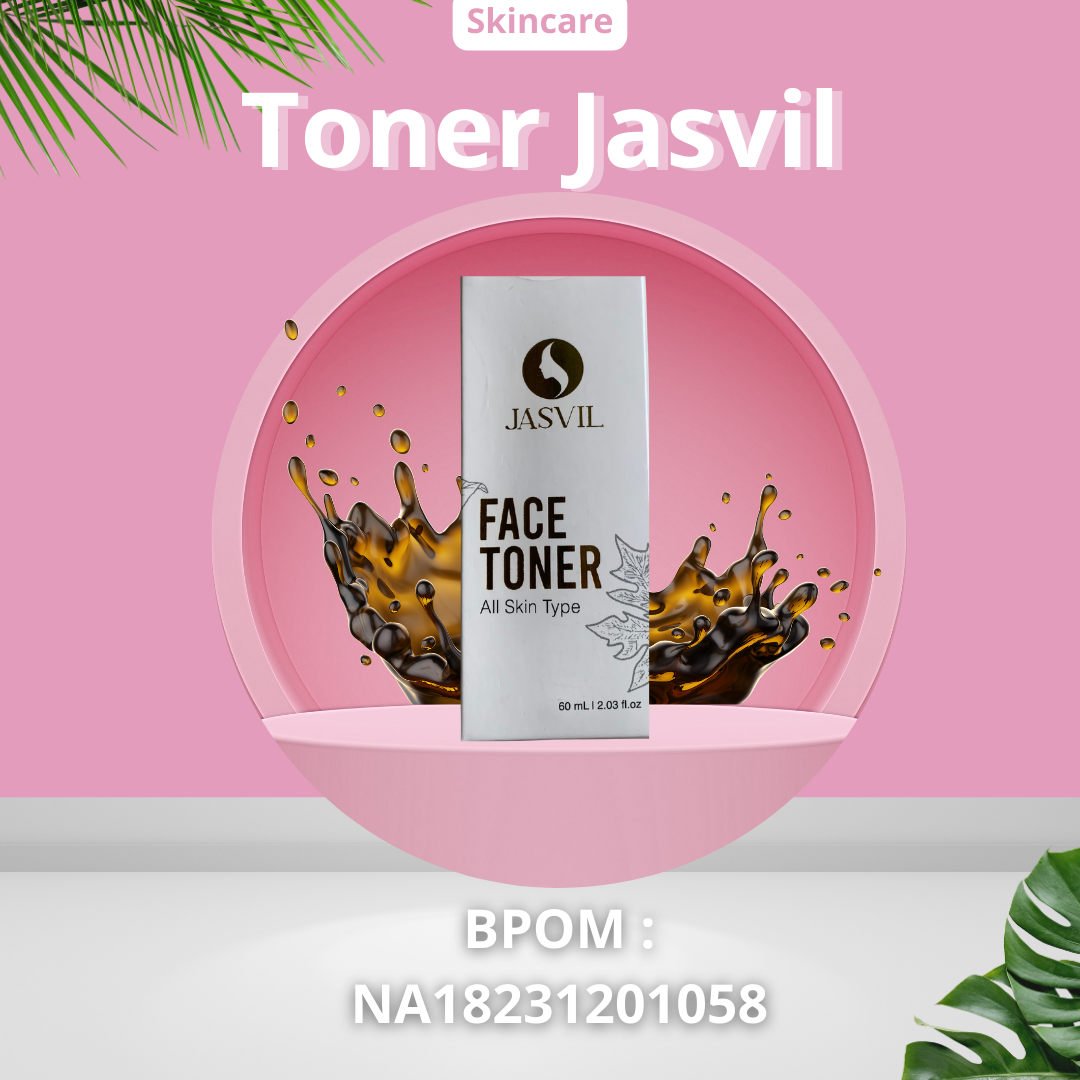 Skincare
Toner Jasvil
JASVIL
FACE
TONER
All Skin Type
60 mL | 2.03 fl.oz
BPOM :
NA18231201058